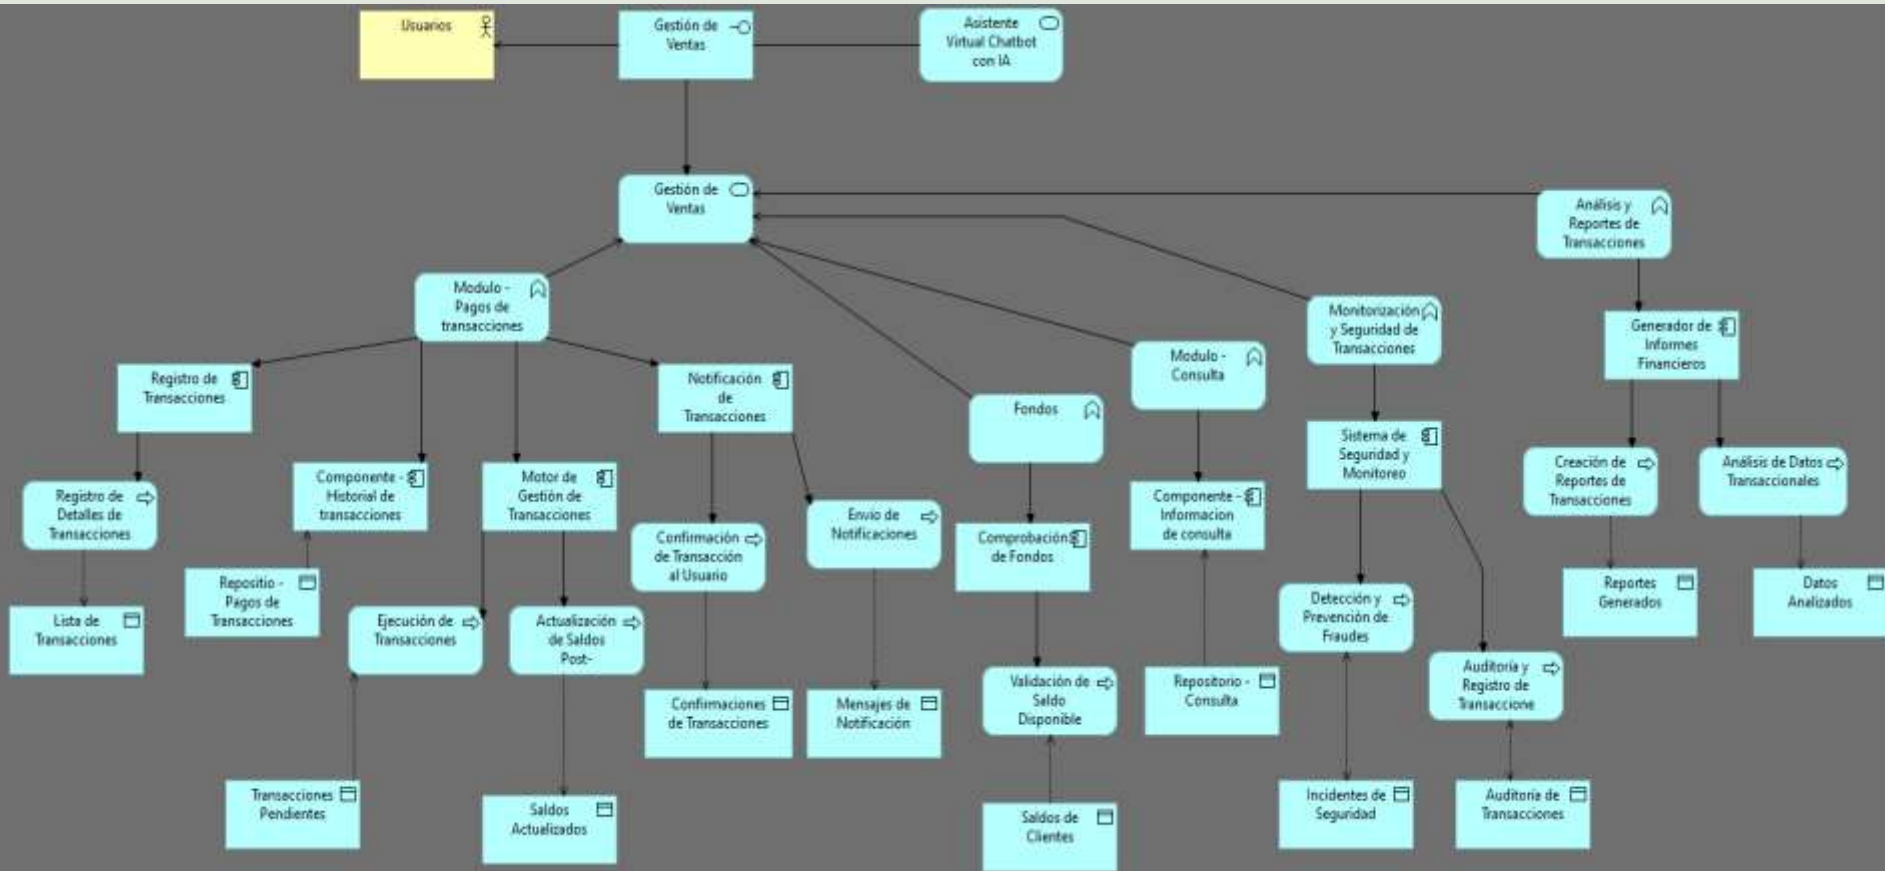 Usuarios
Gestión de
Ventas
Asistente
Virtual Chatbot
con IA
Gestión de
Ventas
Análisis y
Reportes de
Transacciones
Modulo -
Pagos de
transacciones
Monitorización
y Seguridad de
Transacciones
Generador de
Informes
Financieros
Modulo -
Consulta
Registro de
Transacciones
Notificación
de
Transacciones
Fondos
Sistema de
Seguridad y
Monitoreo
Creación de
Reportes de
Transacciones
Análisis de Datos
Transaccionales
Componente -
Historial de
transacciones
Motor de
Gestión de
Transacciones
Registro de
Detalles de
Transacciones
Componente -
Informacion
de consulta
Envio de
Notificaciones
Confirmación
de Transacción
al Usuario
Comprobación
de Fondos
Repositio -
Pagos de
Transacciones
Reportes
Generados
Datos
Analizados
Detección y
Prevención de
Fraudes
Lista de
Transacciones
Ejecución de
Transacciones
Actualización
de Saldos
Post-
Auditoría y
Registro de
Transaccione
Validación de
Saldo
Disponible
Repositorio -
Consulta
Confirmaciones
de Transacciones
Mensajes de
Notificación
Transacciones
Pendientes
Incidentes de
Seguridad
Auditoria de
Transacciones
Saldos
Actualizados
Saldos de
Clientes